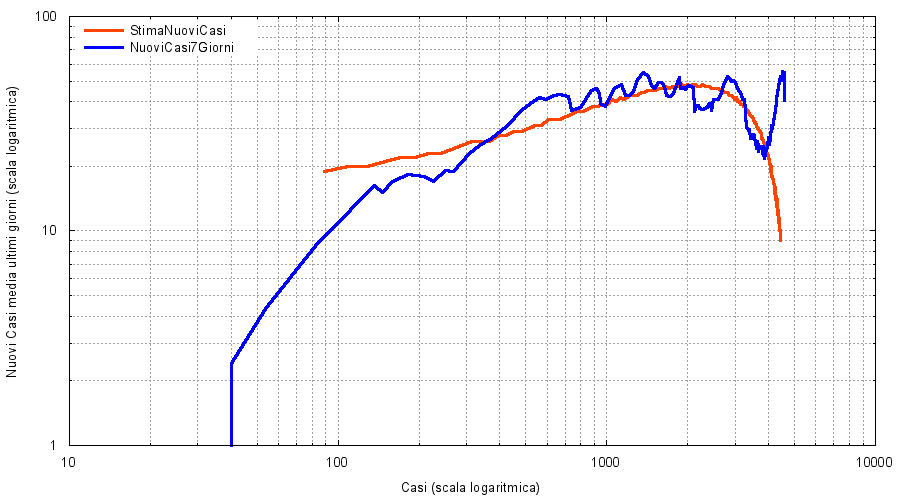 100
StimaNuoviCasi
NuoviCasi7Giorni
Nuovi Casi media ultimi giorni (scala logaritmica)
10
1
10
100
1000
10000
Casi (scala logaritmica)